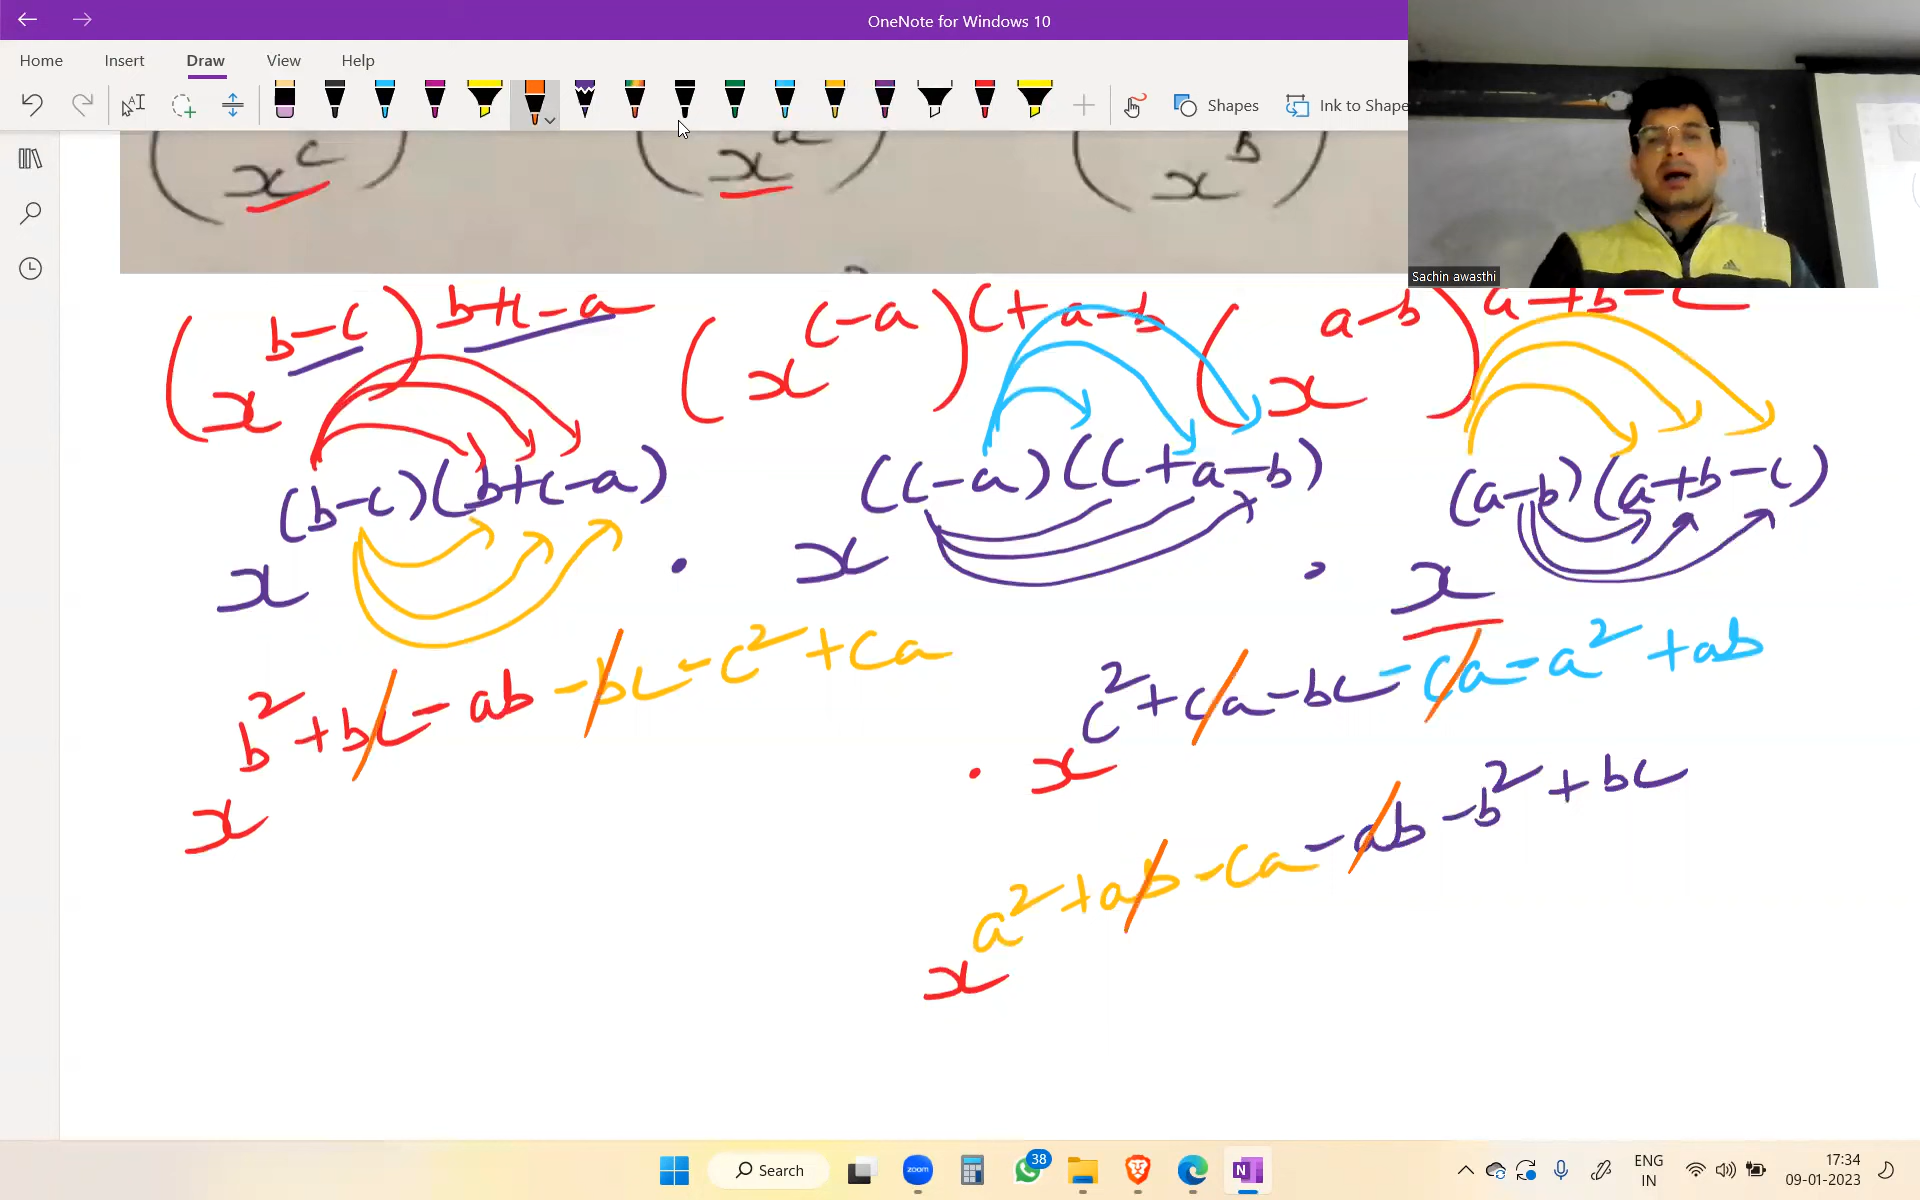 OneNote for Windows 10
Home Insert Draw View Help
Shapes Ink to Shape
(x^c) (x^a) (x^b)
Sachin awasthi
(x^b-c)^b+c-a (x^c-a)^c+a-b (x^a-b)^a+b-c
x^(b-c)(b+c-a) . x^(c-a)(c+a-b) . x^(a-b)(a+b-c)
x^b²+bc-ab-bc-c²+ca . x^c²+ca-bc-ca-a²+ab
x^a²+ab-ca-ab-b²+bc
Search
zoom
38
N
ENG
IN
17:34
09-01-2023